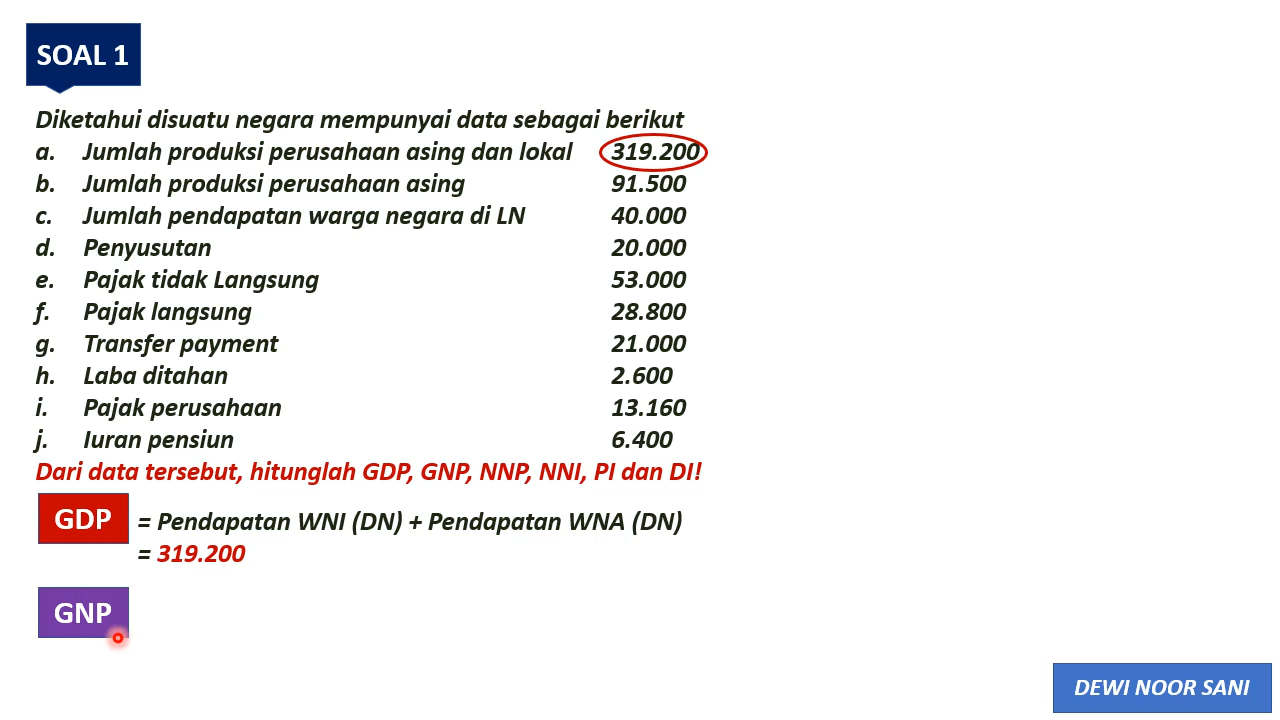 SOAL 1
Diketahui disuatu negara mempunyai data sebagai berikut
a. Jumlah produksi perusahaan asing dan lokal 319.200
b. Jumlah produksi perusahaan asing 91.500
c. Jumlah pendapatan warga negara di LN 40.000
d. Penyusutan 20.000
e. Pajak tidak Langsung 53.000
f. Pajak langsung 28.800
g. Transfer payment 21.000
h. Laba ditahan 2.600
i. Pajak perusahaan 13.160
j. Iuran pensiun 6.400
Dari data tersebut, hitunglah GDP, GNP, NNP, NNI, PI dan DI!
GDP = Pendapatan WNI (DN) + Pendapatan WNA (DN)
= 319.200
GNP
DEWI NOOR SANI